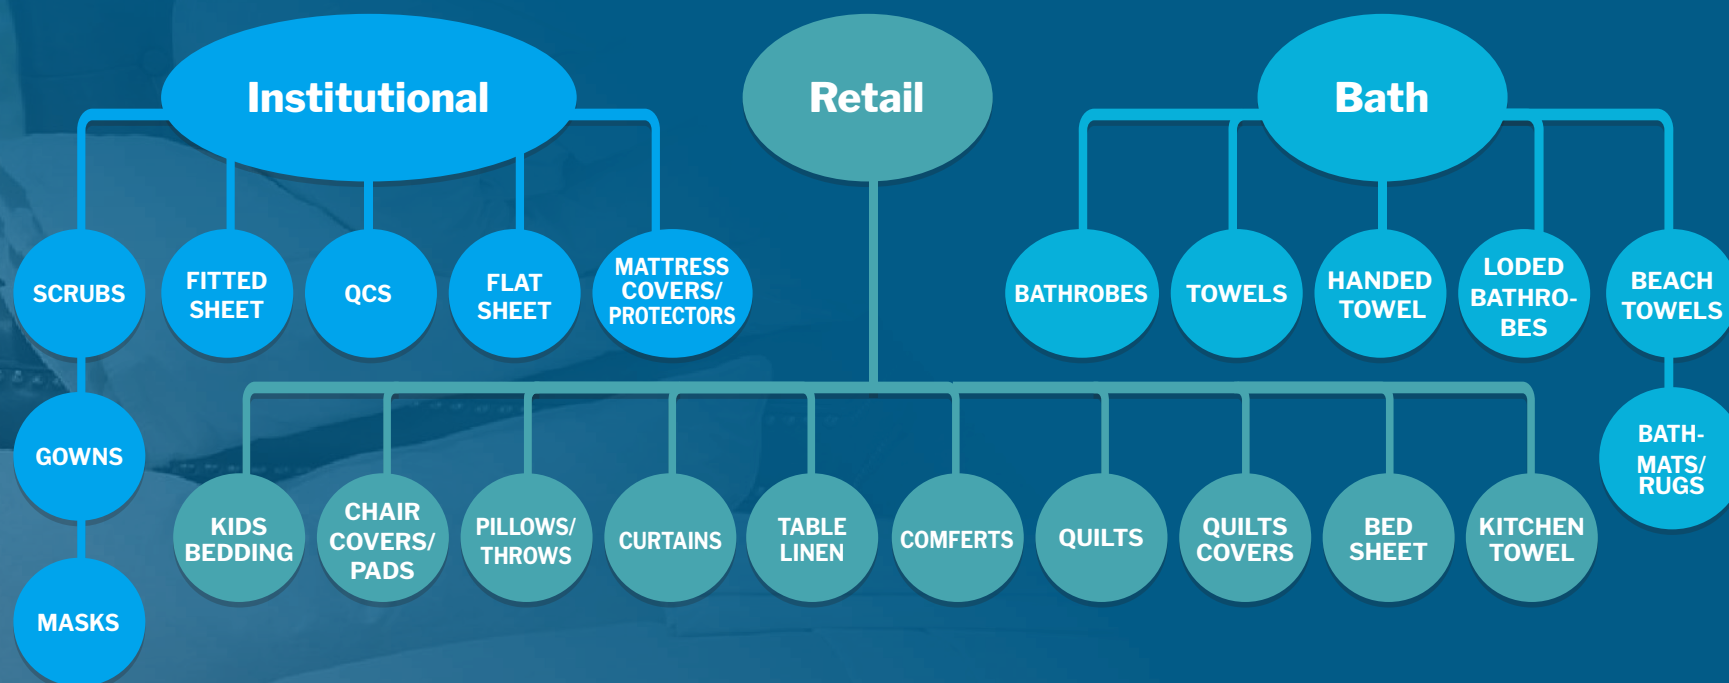 Institutional
Retail
Bath
SCRUBS
FITTED
SHEET
QCS
FLAT
SHEET
MATTRESS
COVERS/
PROTECTORS
BATHROBES
TOWELS
HANDED
TOWEL
LODED
BATHRO-
BES
BEACH
TOWELS
GOWNS
BATH-
MATS/
RUGS
KIDS
BEDDING
CHAIR
COVERS/
PADS
PILLOWS/
THROWS
CURTAINS
TABLE
LINEN
COMFERTS
QUILTS
QUILTS
COVERS
BED
SHEET
KITCHEN
TOWEL
MASKS